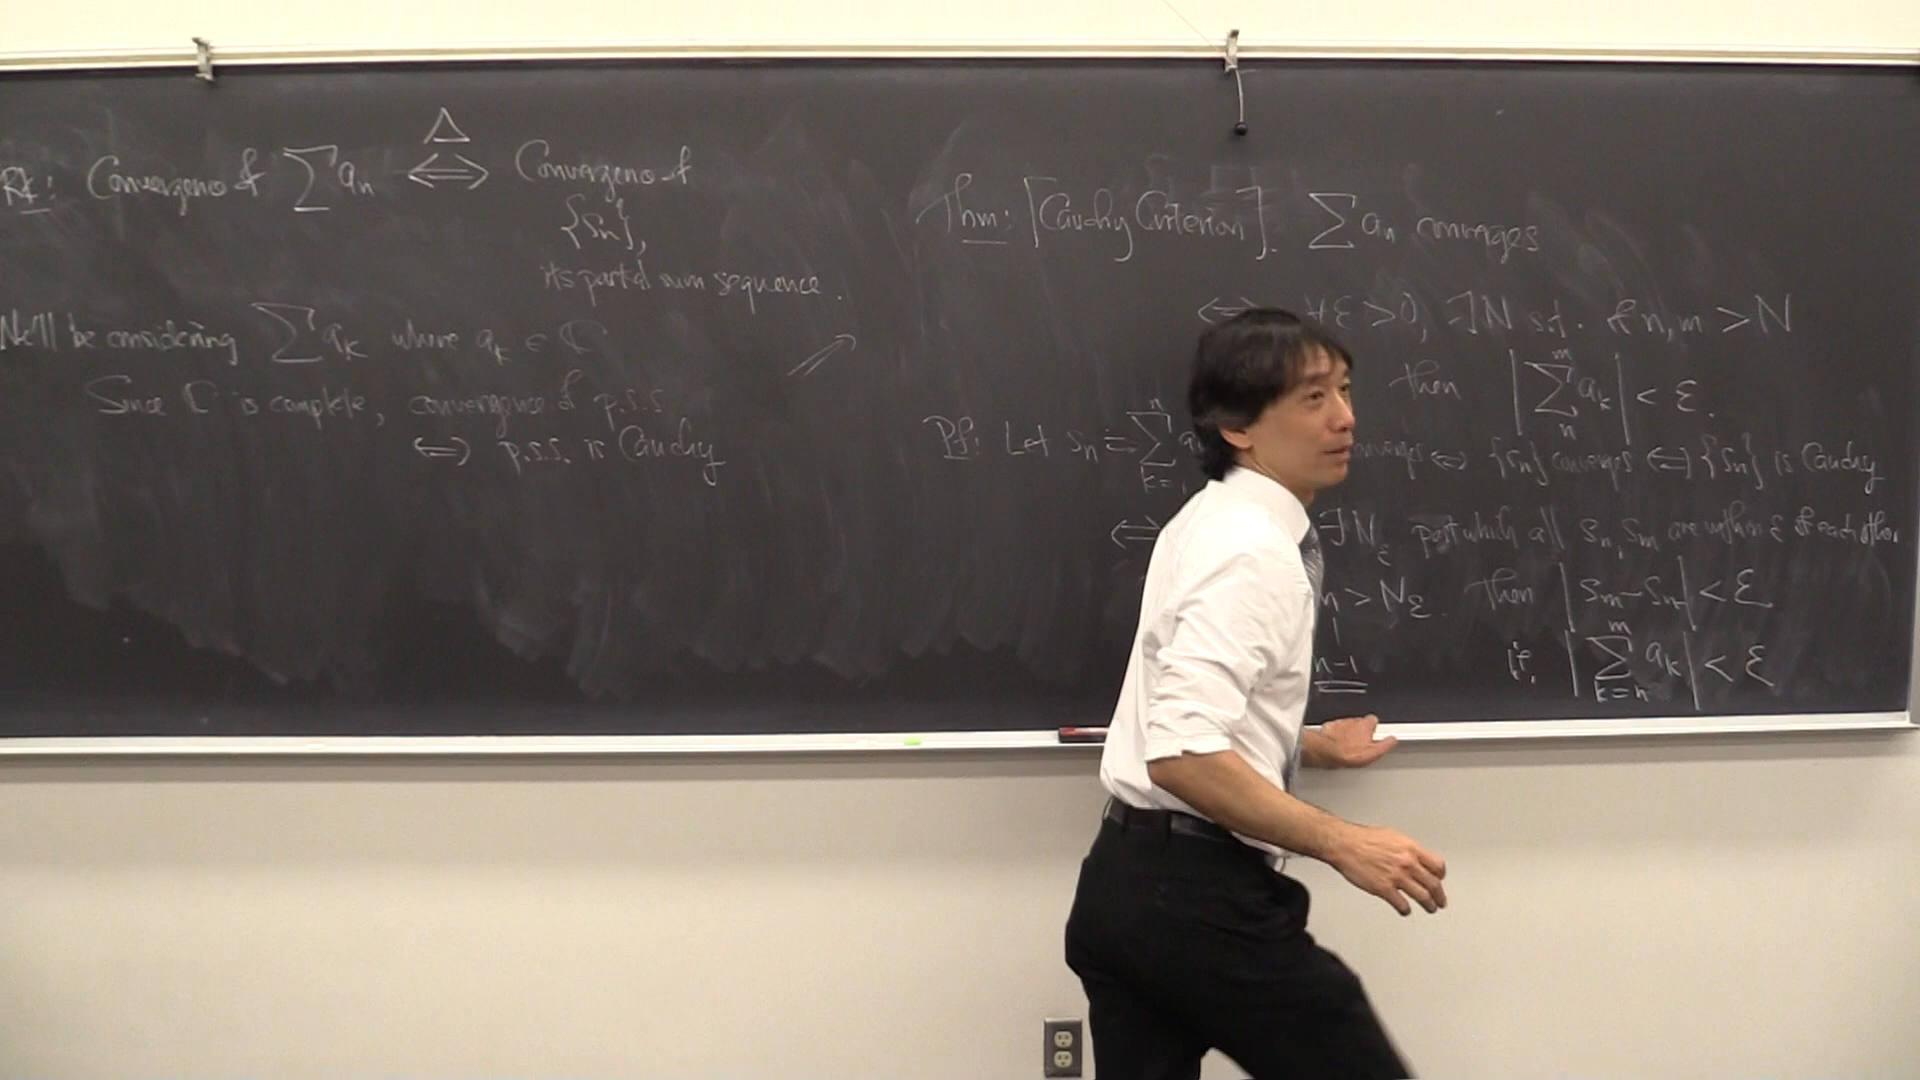 Rk: Convergence of ∑ aₙ ⟺ Convergence of
{sₙ},
its partial sum sequence.
We'll be considering ∑ aₖ where aₖ ∈ ℂ
Since ℂ is complete, convergence of p.s.s.
⟺ p.s.s. is Cauchy
Thm: [Cauchy Criterion]. ∑ aₙ converges
⟺ ∀ε > 0, ∃N s.t. if n, m > N
then |∑ₙᵐ aₖ| < ε.
Pf: Let sₙ = ∑ₖ₌₁ⁿ converges ⟺ {sₙ} converges ⟺ {sₙ} is Cauchy
⟺ ∃N_ε past which all sₙ, sₘ are within ε of each other
n > N_ε. Then |sₘ - sₙ| < ε
n-1 i.e. |∑ₖ₌ₙᵐ aₖ| < ε